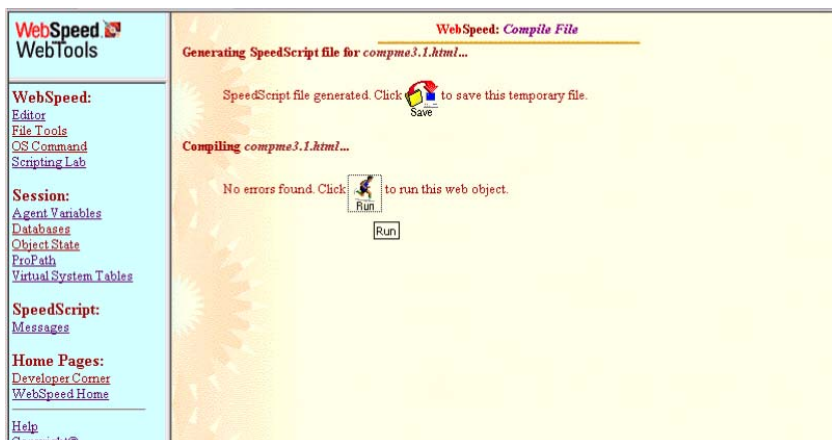 WebSpeed
WebTools
WebSpeed:
Editor
File Tools
OS Command
Scripting Lab
Session:
Agent Variables
Databases
Object State
ProPath
Virtual System Tables
SpeedScript:
Messages
Home Pages:
Developer Corner
WebSpeed Home
Help
Copyright©
WebSpeed: Compile File
Generating SpeedScript file for compme3.1.html...
SpeedScript file generated. Click Save to save this temporary file.
Compiling compme3.1.html...
No errors found. Click Run to run this web object.
Run